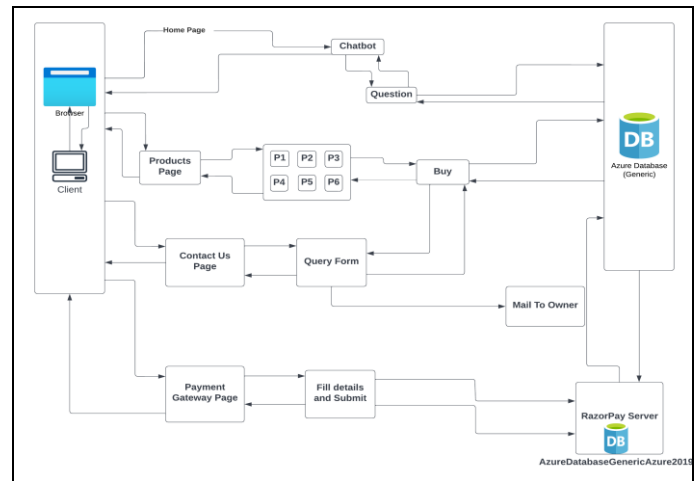 Home Page
Chatbot
Question
Browser
Client
Products
Page
P1 P2 P3
P4 P5 P6
Buy
DB
Azure Database
(Generic)
Contact Us
Page
Query Form
Mail To Owner
Payment
Gateway Page
Fill details
and Submit
RazorPay Server
DB
AzureDatabaseGenericAzure2019